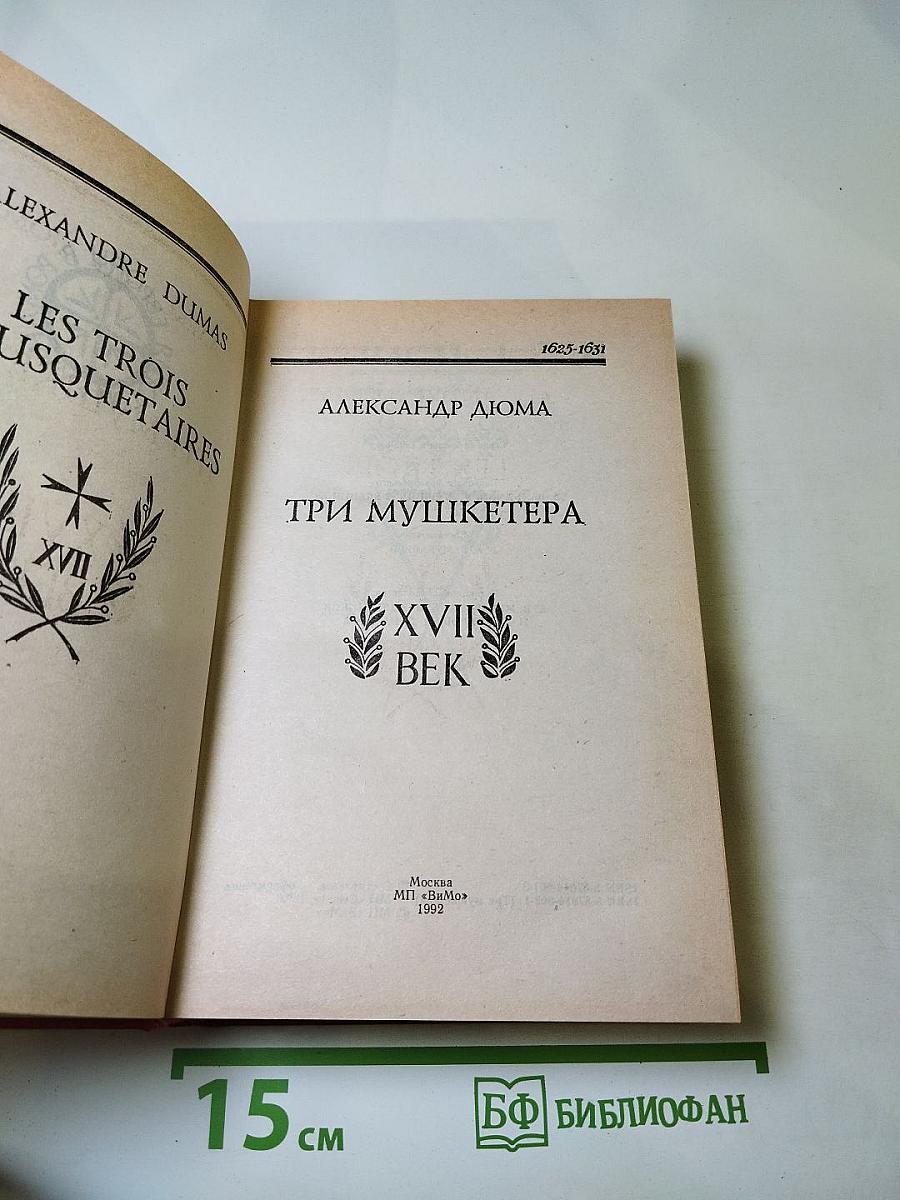 ALEXANDRE DUMAS
LES TROIS
USQUETAIRES
XVII
1625-1631
АЛЕКСАНДР ДЮМА
ТРИ МУШКЕТЕРА
XVII
ВЕК
Москва
МП «ВиМо»
1992
15 см
БФ БИБЛИОФАН